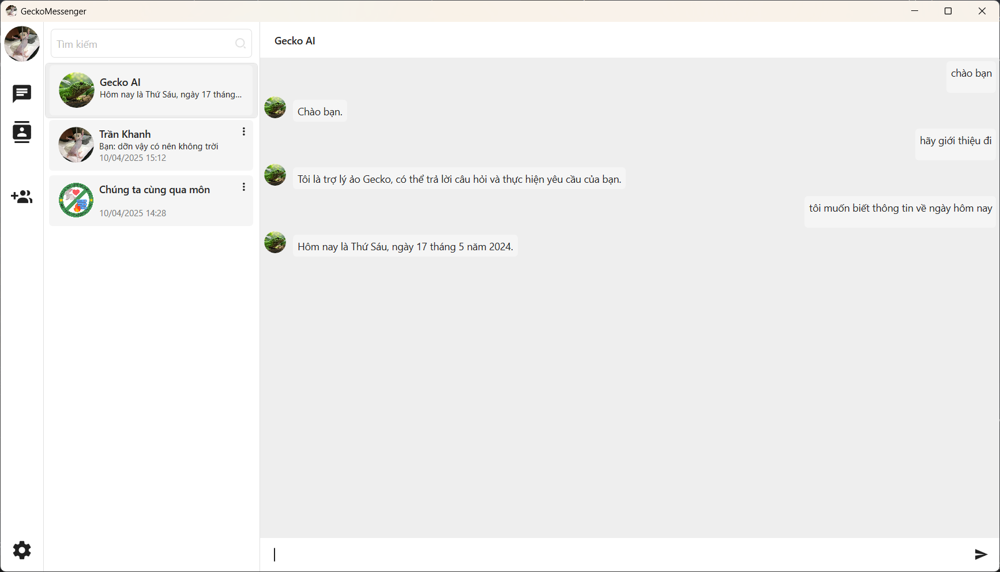 GeckoMessenger
Tìm kiếm
Gecko AI
Hôm nay là Thứ Sáu, ngày 17 tháng...
Trần Khanh
Bạn: dỡn vậy có nên không trời
10/04/2025 15:12
Chúng ta cùng qua môn
10/04/2025 14:28
Gecko AI
chào bạn
Chào bạn.
hãy giới thiệu đi
Tôi là trợ lý ảo Gecko, có thể trả lời câu hỏi và thực hiện yêu cầu của bạn.
tôi muốn biết thông tin về ngày hôm nay
Hôm nay là Thứ Sáu, ngày 17 tháng 5 năm 2024.